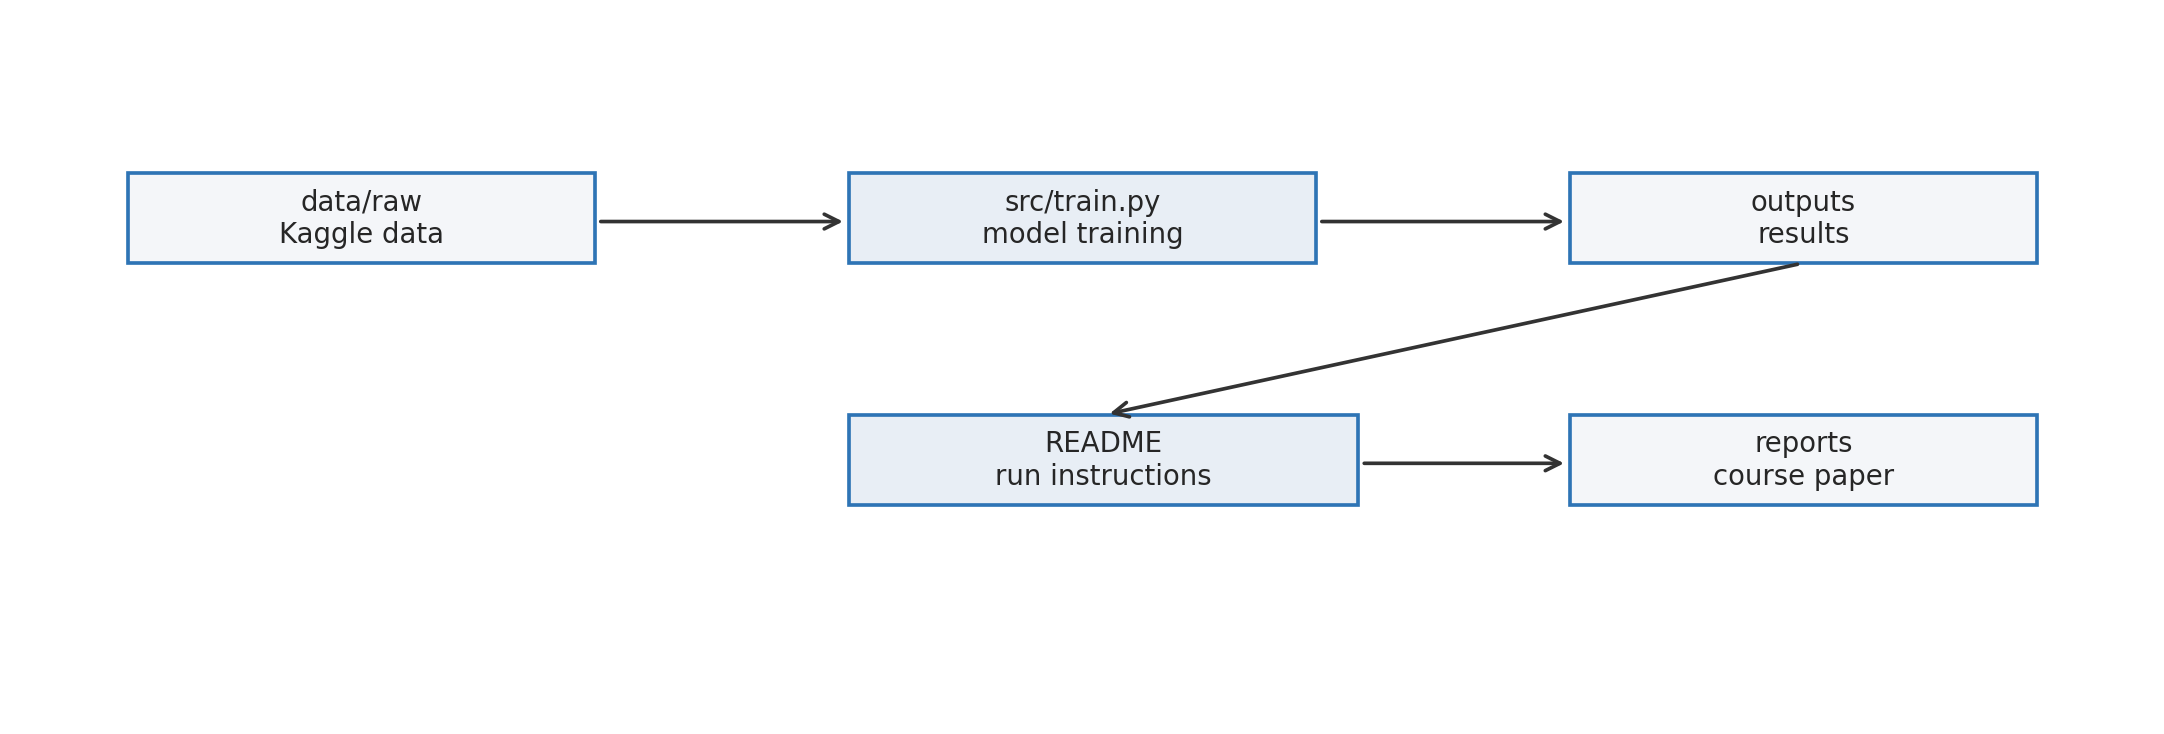 data/raw
Kaggle data
src/train.py
model training
outputs
results
README
run instructions
reports
course paper